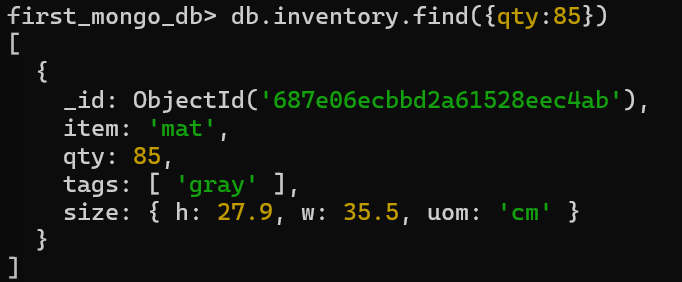 first_mongo_db> db.inventory.find({qty:85})
[
  {
    _id: ObjectId('687e06ecbbd2a61528eec4ab'),
    item: 'mat',
    qty: 85,
    tags: [ 'gray' ],
    size: { h: 27.9, w: 35.5, uom: 'cm' }
  }
]